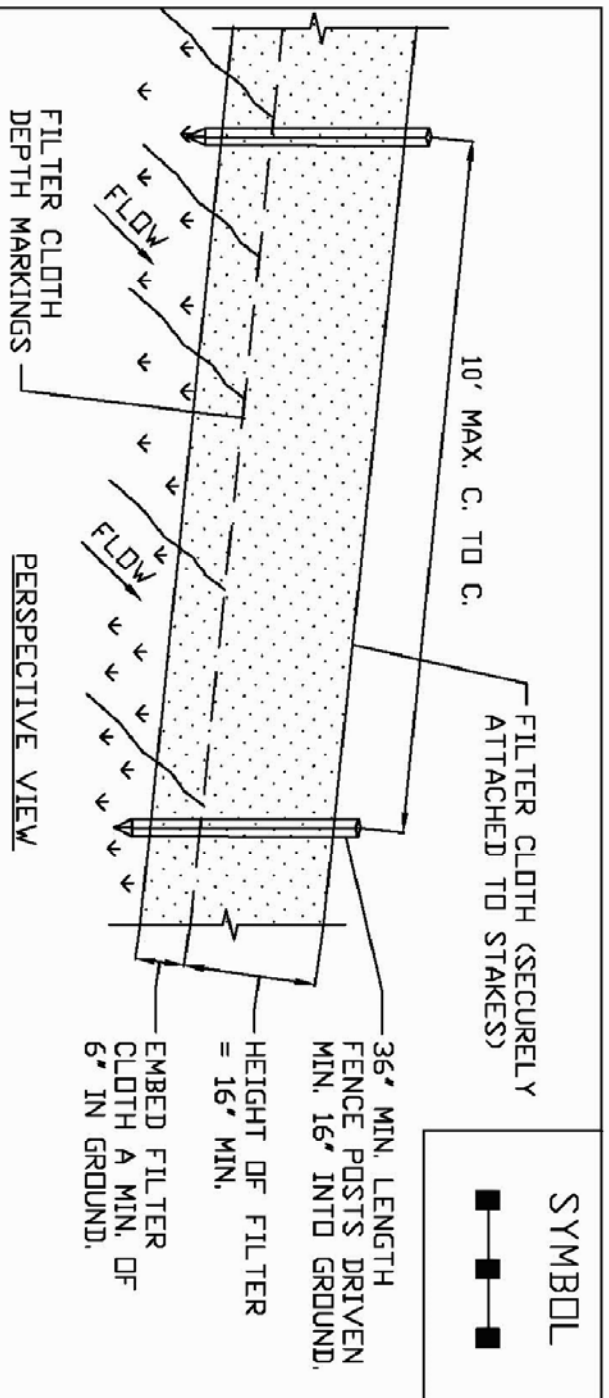 SYMBOL
FILTER CLOTH (SECURELY
ATTACHED TO STAKES)
10' MAX. C. TO C.
36" MIN. LENGTH
FENCE POSTS DRIVEN
MIN. 16" INTO GROUND.
HEIGHT OF FILTER
= 16" MIN.
EMBED FILTER
CLOTH A MIN. OF
6" IN GROUND.
FLOW
FLOW
FILTER CLOTH
DEPTH MARKINGS
PERSPECTIVE VIEW